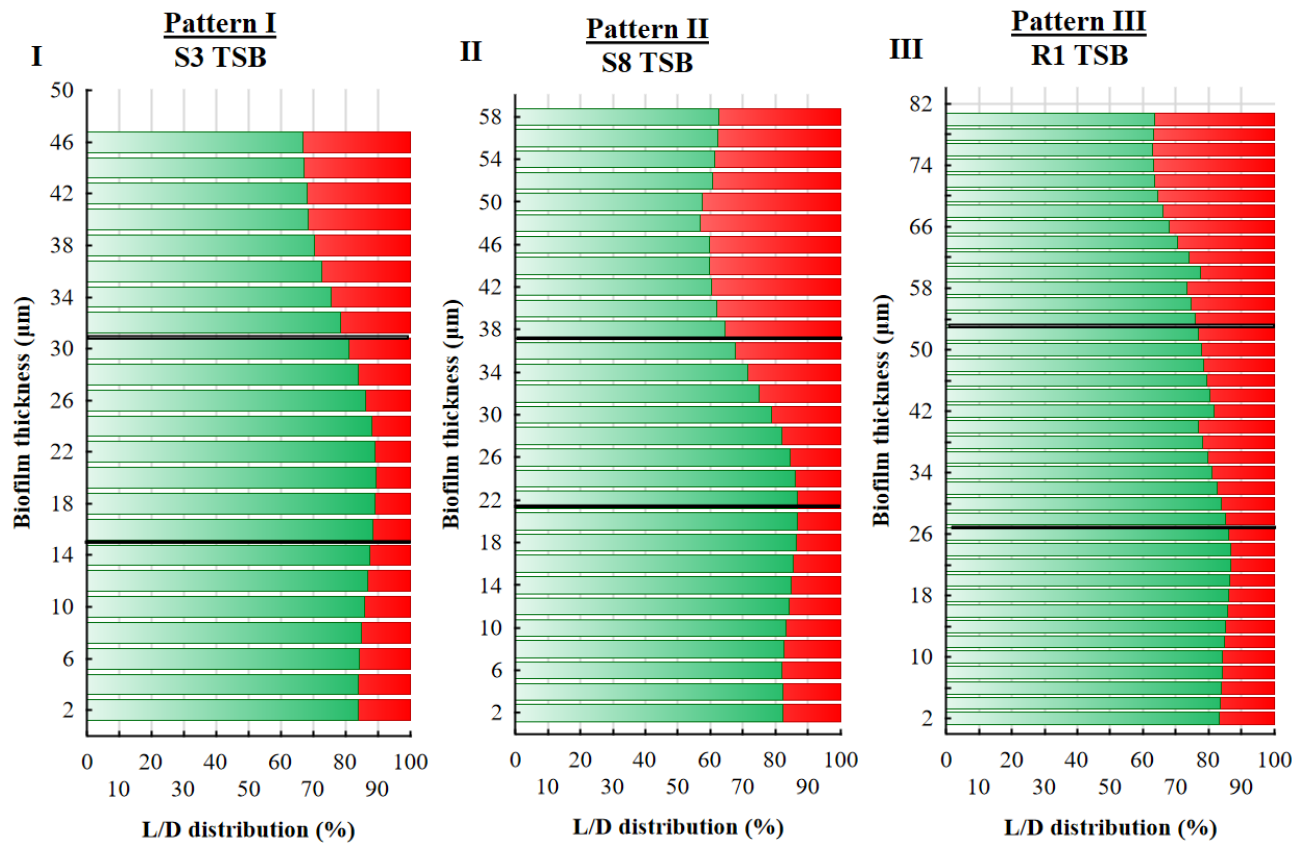 Pattern I
S3 TSB
I
50
46
42
38
34
30
26
22
18
14
10
6
2
Biofilm thickness (µm)
0 20 40 60 80 100
10 30 50 70 90
L/D distribution (%)
Pattern II
S8 TSB
II
58
54
50
46
42
38
34
30
26
22
18
14
10
6
2
Biofilm thickness (µm)
0 20 40 60 80 100
10 30 50 70 90
L/D distribution (%)
Pattern III
R1 TSB
III
82
74
66
58
50
42
34
26
18
10
2
Biofilm thickness (µm)
0 20 40 60 80 100
10 30 50 70 90
L/D distribution (%)